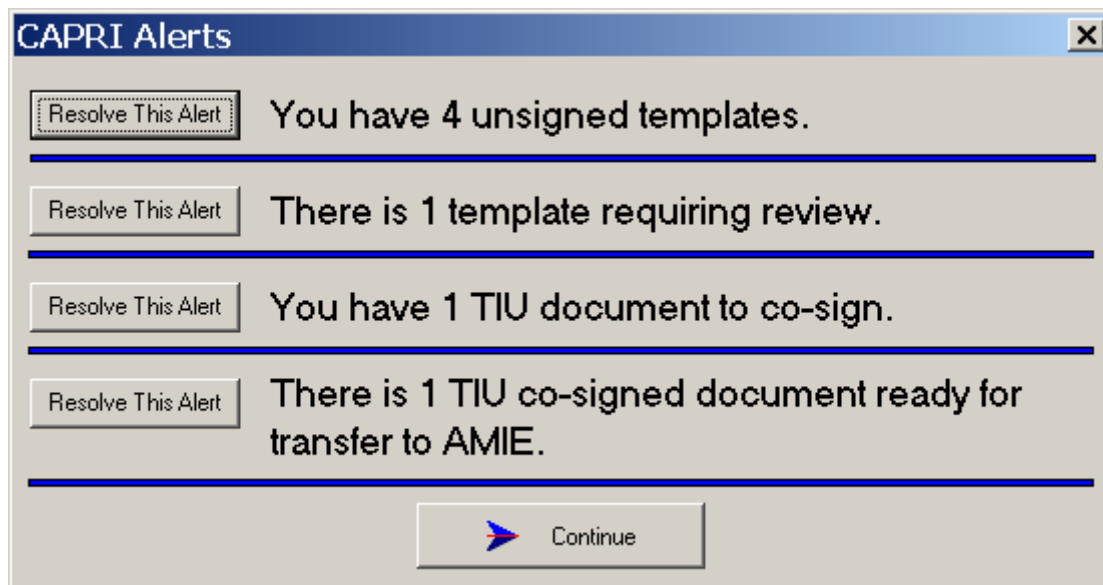 CAPRI Alerts
Resolve This Alert
You have 4 unsigned templates.
Resolve This Alert
There is 1 template requiring review.
Resolve This Alert
You have 1 TIU document to co-sign.
Resolve This Alert
There is 1 TIU co-signed document ready for
transfer to AMIE.
Continue